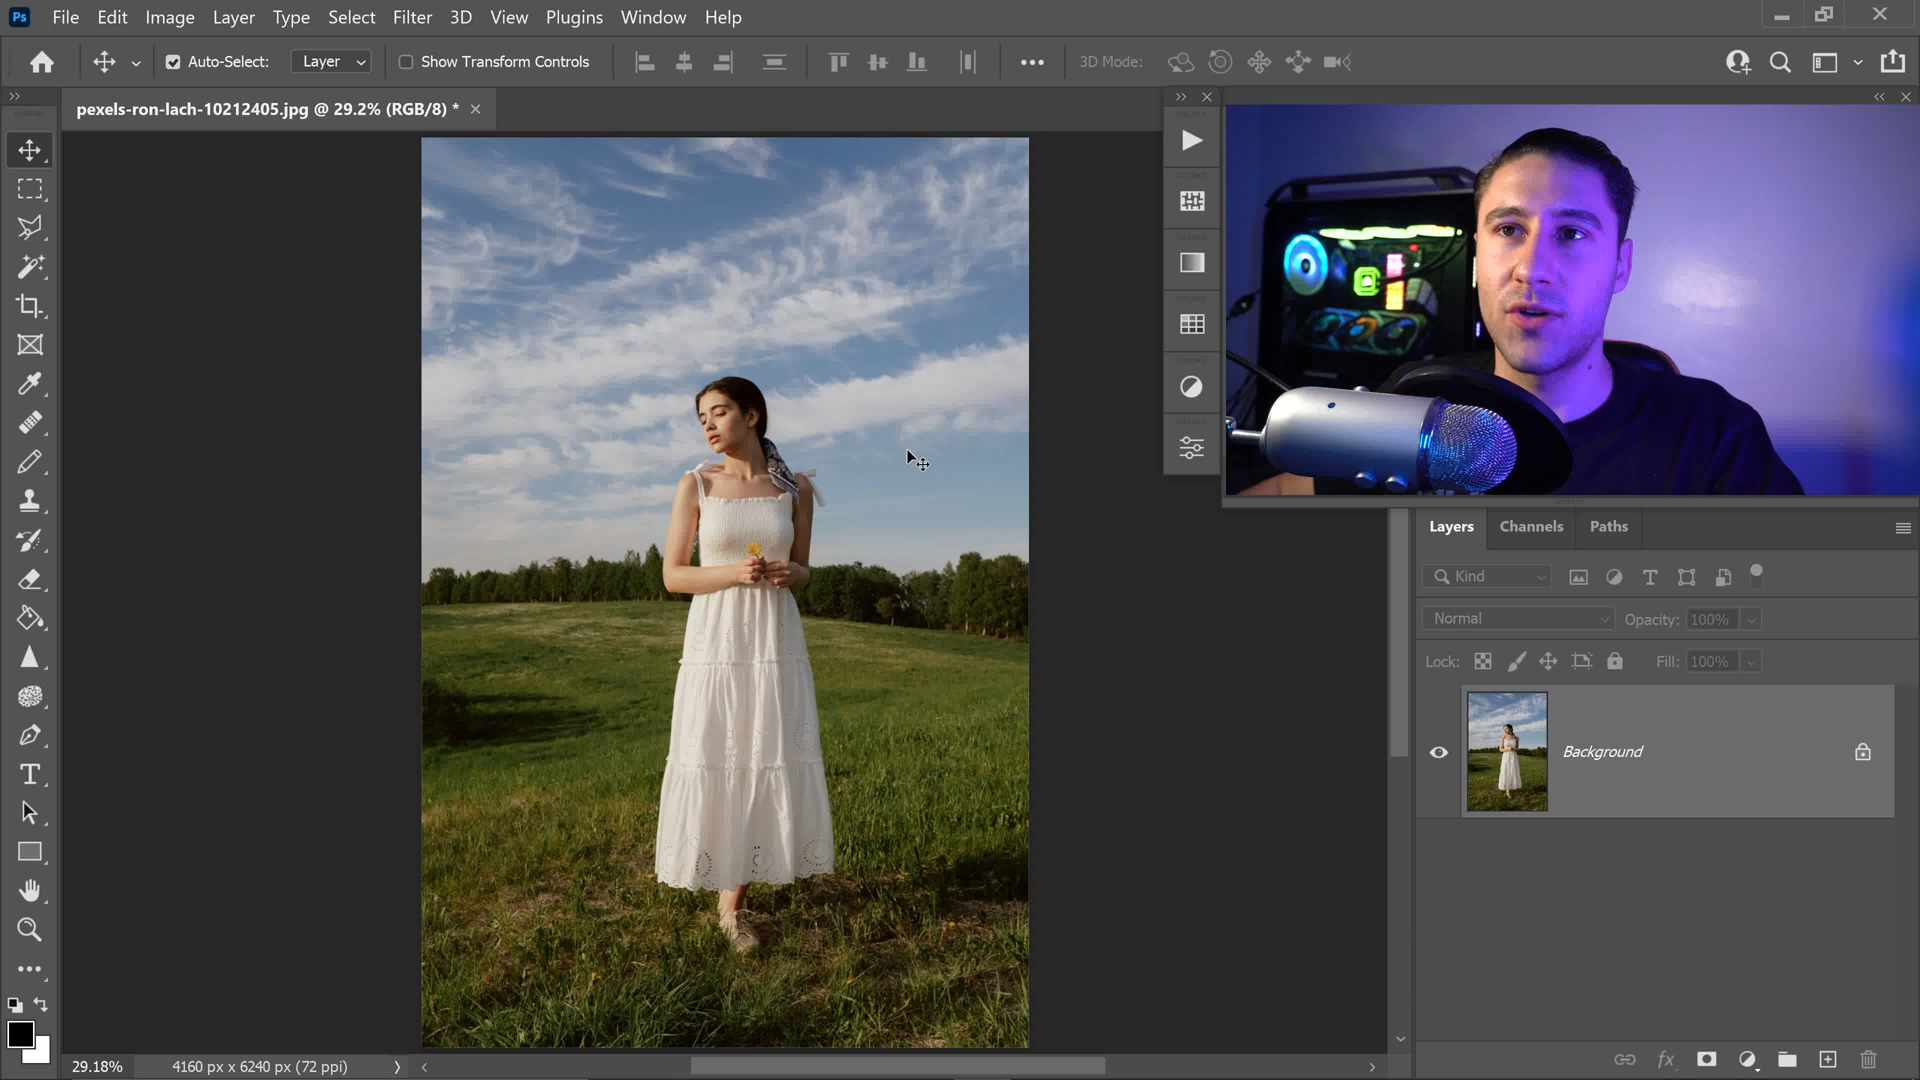 Ps File Edit Image Layer Type Select Filter 3D View Plugins Window Help
Auto-Select: Layer Show Transform Controls 3D Mode:
pexels-ron-lach-10212405.jpg @ 29.2% (RGB/8) *
Layers Channels Paths
Kind
Normal Opacity: 100%
Lock: Fill: 100%
Background
29.18% 4160 px x 6240 px (72 ppi)